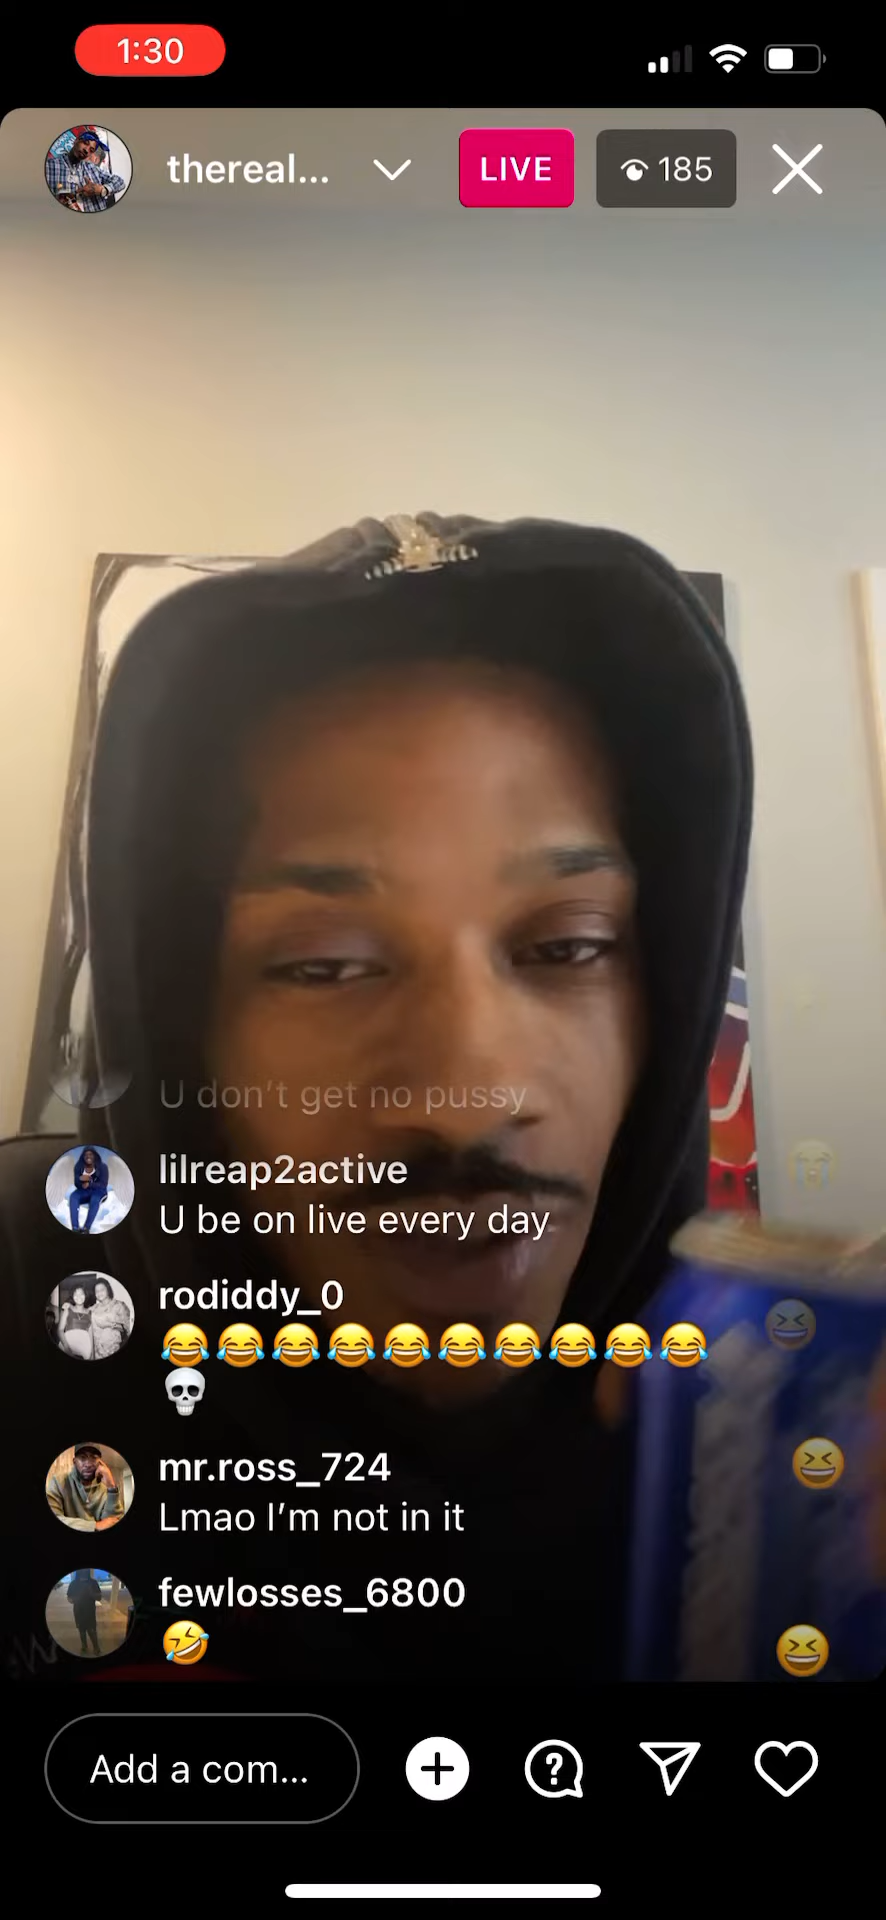 1:30
thereal...
LIVE
185
U don't get no pussy
lilreap2active
U be on live every day
rodiddy_0
😂😂😂😂😂😂😂😂😂😂
💀
mr.ross_724
Lmao I'm not in it
fewlosses_6800
🤣
Add a com...